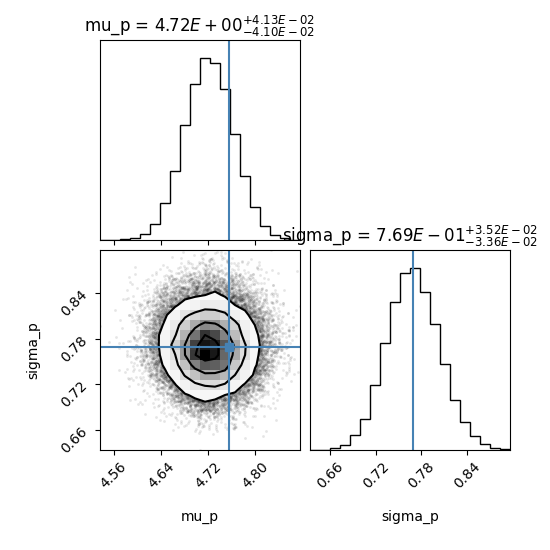 mu_p = 4.72E + 00+4.13E − 02 −4.10E − 02
sigma_p = 7.69E − 01+3.52E − 02 −3.36E − 02
sigma_p
0.84
0.78
0.72
0.66
4.56 4.64 4.72 4.80
0.66 0.72 0.78 0.84
mu_p
sigma_p